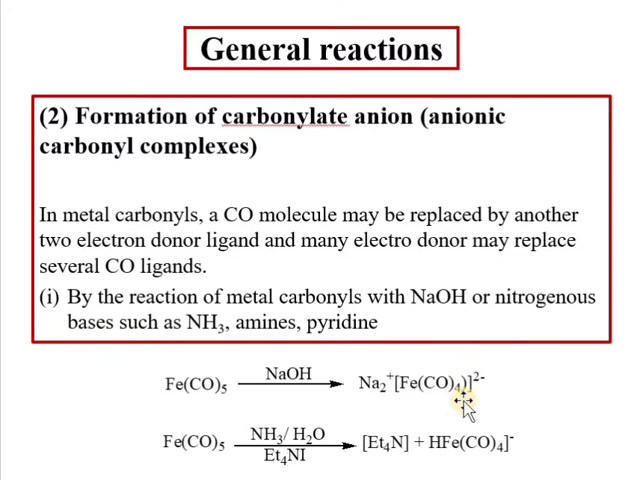 General reactions
(2) Formation of carbonylate anion (anionic
carbonyl complexes)
In metal carbonyls, a CO molecule may be replaced by another
two electron donor ligand and many electro donor may replace
several CO ligands.
(i) By the reaction of metal carbonyls with NaOH or nitrogenous
bases such as NH₃, amines, pyridine
Fe(CO)₅ NaOH Na₂⁺[Fe(CO)₄)]²⁻
Fe(CO)₅ NH₃/ H₂O [Et₄N] + HFe(CO)₄]⁻
Et₄NI